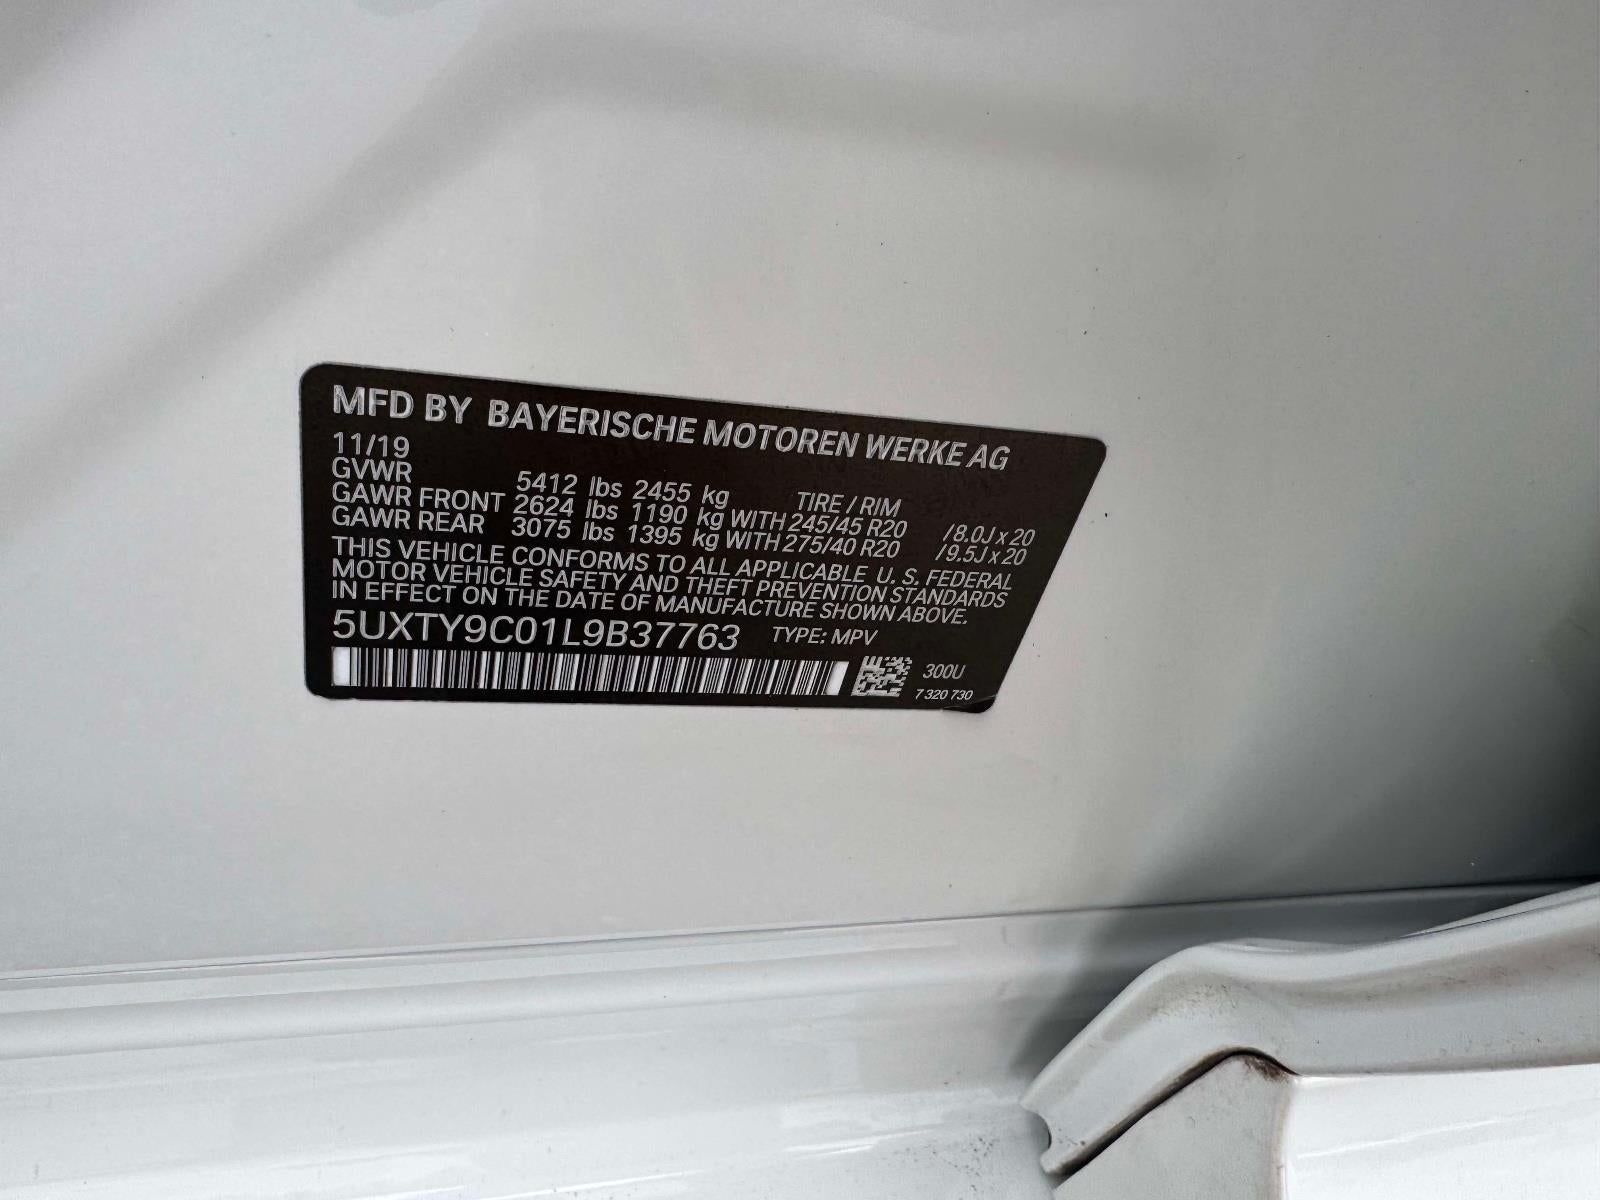 MFD BY BAYERISCHE MOTOREN WERKE AG
11/19
GVWR 5412 lbs 2455 kg TIRE / RIM
GAWR FRONT 2624 lbs 1190 kg WITH 245/45 R20 /8.0J x 20
GAWR REAR 3075 lbs 1395 kg WITH 275/40 R20 /9.5J x 20
THIS VEHICLE CONFORMS TO ALL APPLICABLE U. S. FEDERAL
MOTOR VEHICLE SAFETY AND THEFT PREVENTION STANDARDS
IN EFFECT ON THE DATE OF MANUFACTURE SHOWN ABOVE.
5UXTY9C01L9B37763 TYPE: MPV
300U
7 320 730